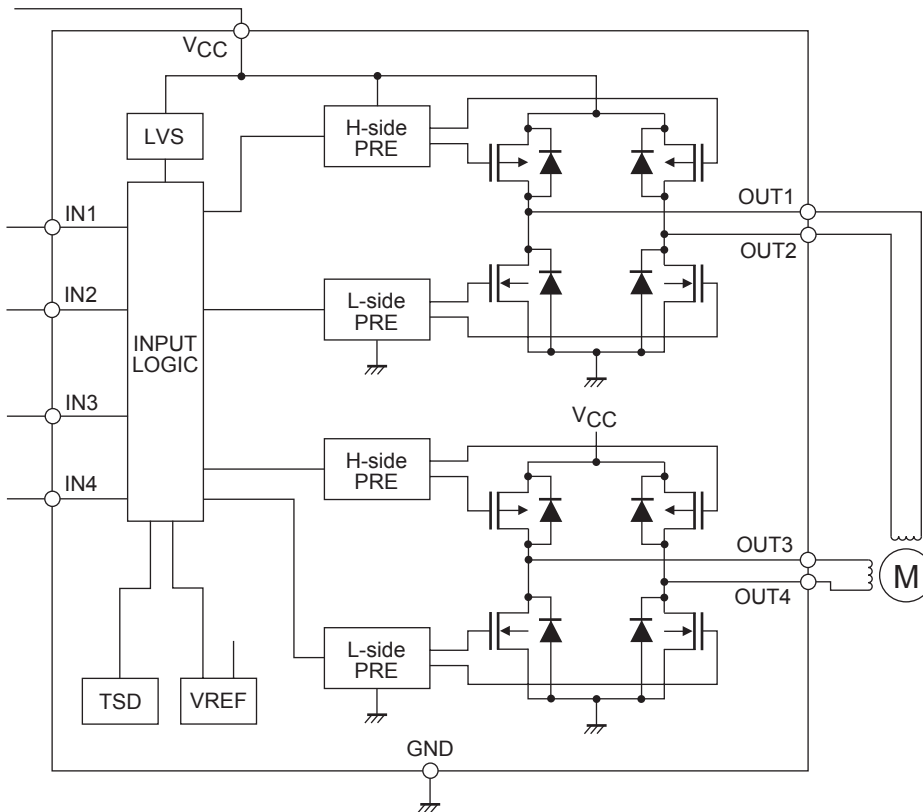 VCC
LVS
H-side
PRE
OUT1
IN1
OUT2
IN2
L-side
PRE
INPUT
LOGIC
IN3
VCC
H-side
PRE
IN4
OUT3
M
OUT4
L-side
PRE
TSD
VREF
GND